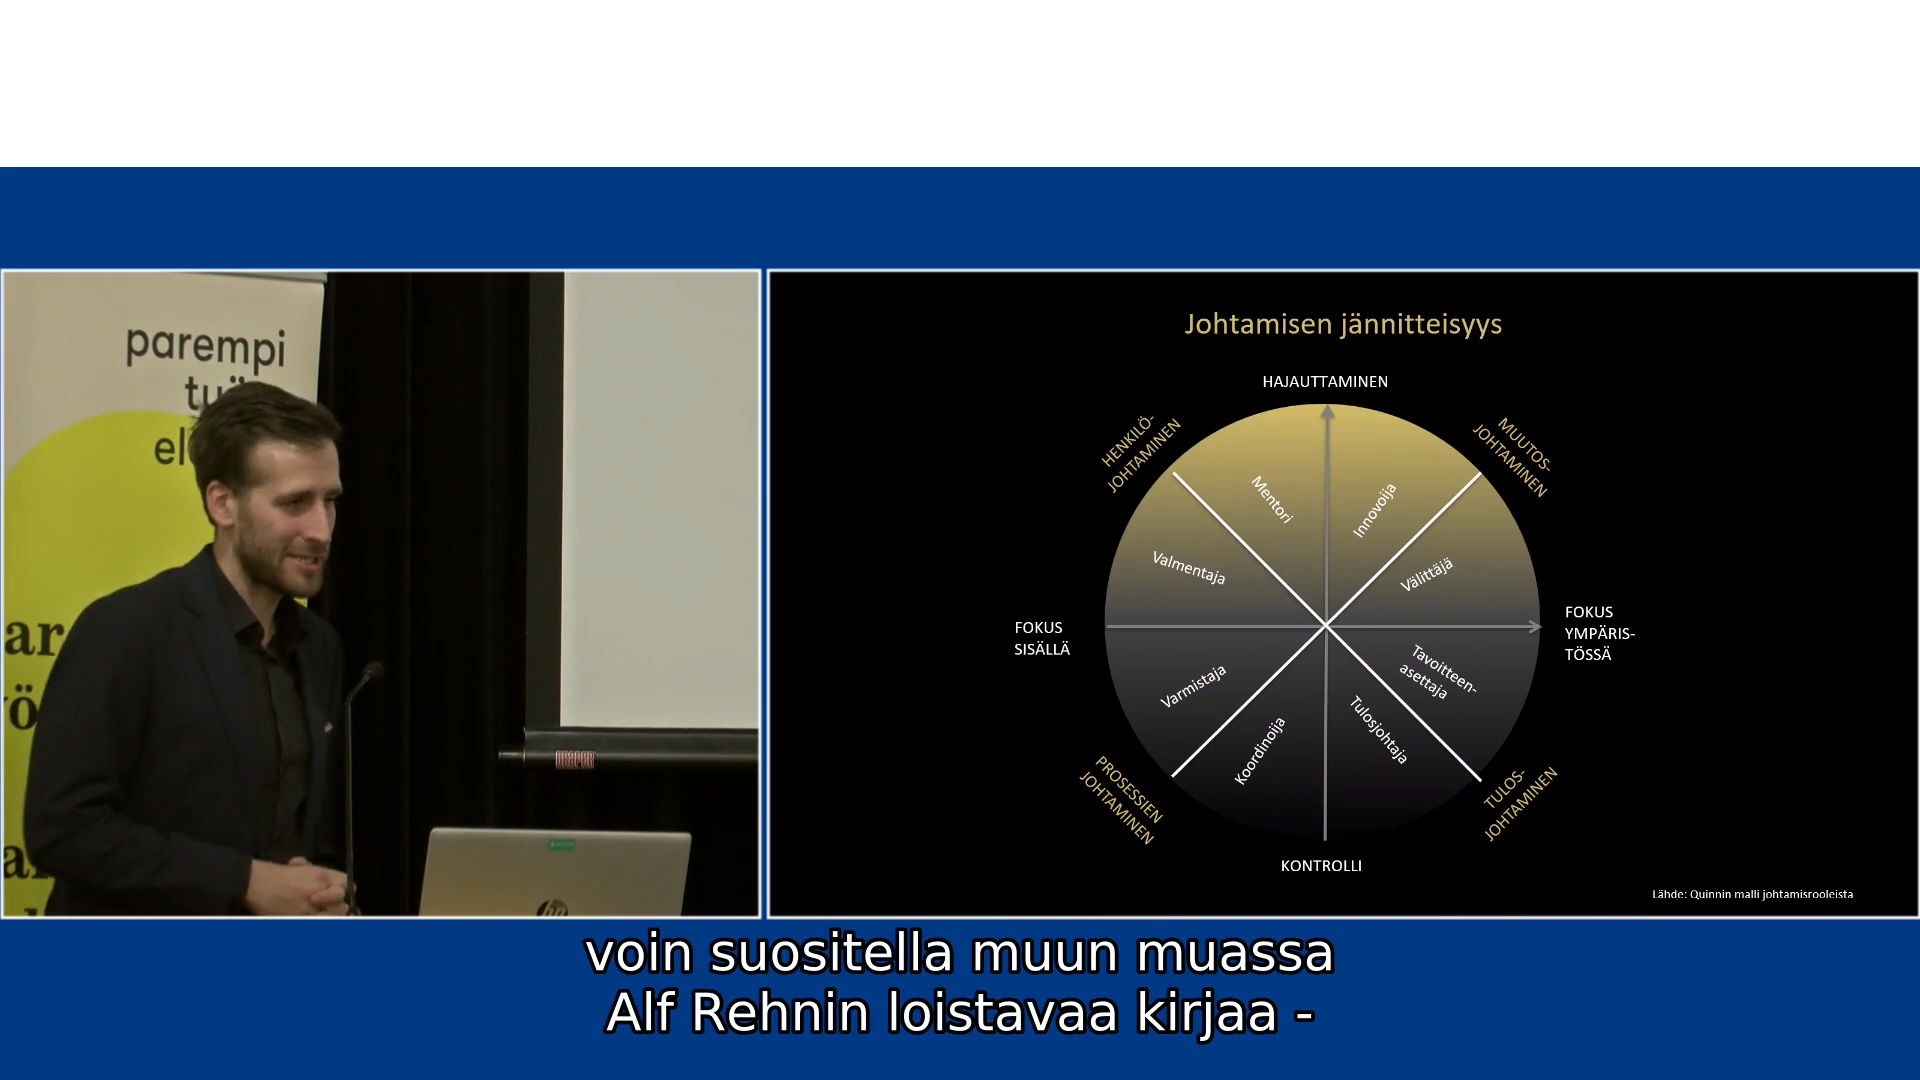 parempi
Johtamisen jännitteisyys
HAJAUTTAMINEN
HENKILÖ-
JOHTAMINEN
MUUTOS-
JOHTAMINEN
Mentori
Innovoija
Valmentaja
Välittäjä
FOKUS
SISÄLLÄ
FOKUS
YMPÄRIS-
TÖSSÄ
Varmistaja
Tavoitteen-
asettaja
Koordinoija
Tulosjohtaja
PROSESSIEN
JOHTAMINEN
TULOS-
JOHTAMINEN
KONTROLLI
Lähde: Quinnin malli johtamisrooleista
hp
voin suositella muun muassa
Alf Rehnin loistavaa kirjaa -